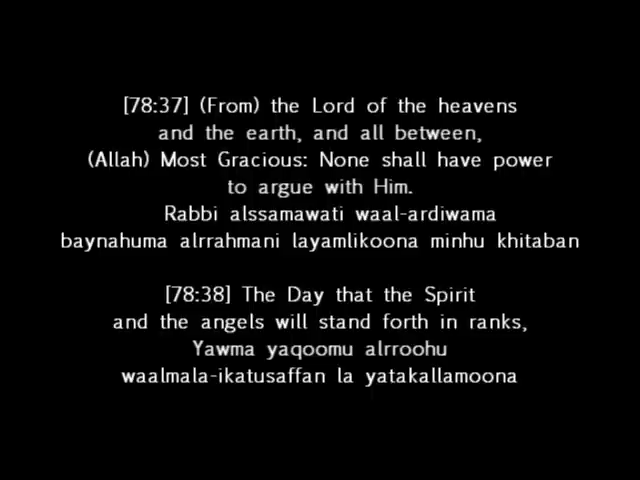 [78:37] (From) the Lord of the heavens
and the earth, and all between,
(Allah) Most Gracious: None shall have power
to argue with Him.
Rabbi alssamawati waal-ardiwama
baynahuma alrrahmani layamlikoona minhu khitaban
[78:38] The Day that the Spirit
and the angels will stand forth in ranks,
Yawma yaqoomu alrroohu
waalmala-ikatusaffan la yatakallamoona